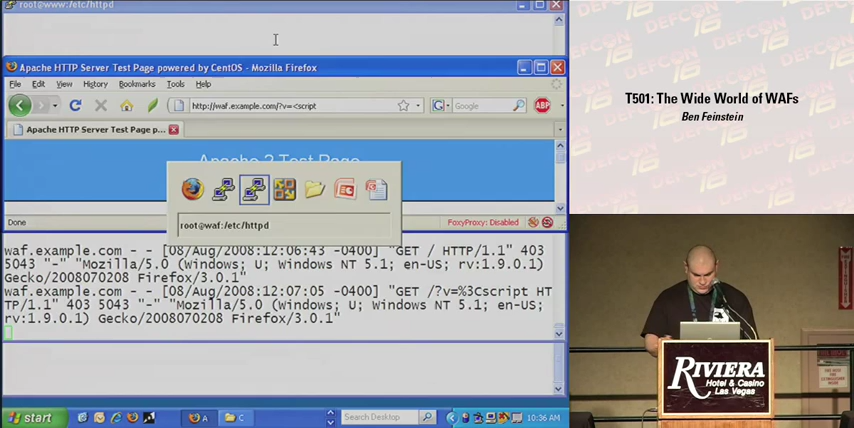 root@waf:/etc/httpd
Apache HTTP Server Test Page powered by CentOS - Mozilla Firefox
File Edit View History Bookmarks Tools Help
http://waf.example.com/?v=<script
Google
ABP
Apache HTTP Server Test Page p...
Apache 2 Test Page
root@waf:/etc/httpd
Done
FoxyProxy: Disabled
waf.example.com - - [08/Aug/2008:12:06:43 -0400] "GET / HTTP/1.1" 403
5043 "-" "Mozilla/5.0 (Windows; U; Windows NT 5.1; en-US; rv:1.9.0.1)
Gecko/2008070208 Firefox/3.0.1"
waf.example.com - - [08/Aug/2008:12:07:05 -0400] "GET /?v=%3Cscript HT
TP/1.1" 403 5043 "-" "Mozilla/5.0 (Windows; U; Windows NT 5.1; en-US;
rv:1.9.0.1) Gecko/2008070208 Firefox/3.0.1"
start
A
C
Search Desktop
10:36 AM
DEFCON
16
T501: The Wide World of WAFs
Ben Feinstein
RIVIERA
Hotel & Casino
Las Vegas